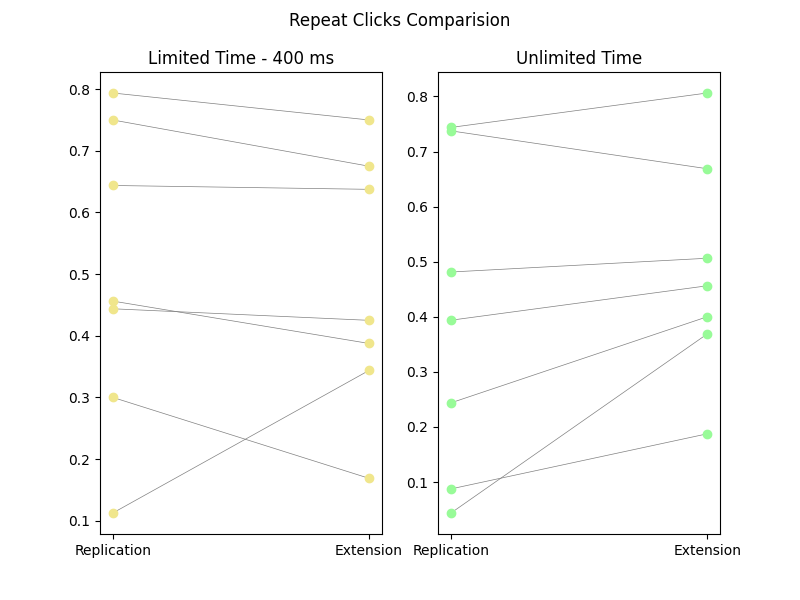 Repeat Clicks Comparision
Limited Time - 400 ms
0.8
0.7
0.6
0.5
0.4
0.3
0.2
0.1
Replication
Extension
Unlimited Time
0.8
0.7
0.6
0.5
0.4
0.3
0.2
0.1
Replication
Extension